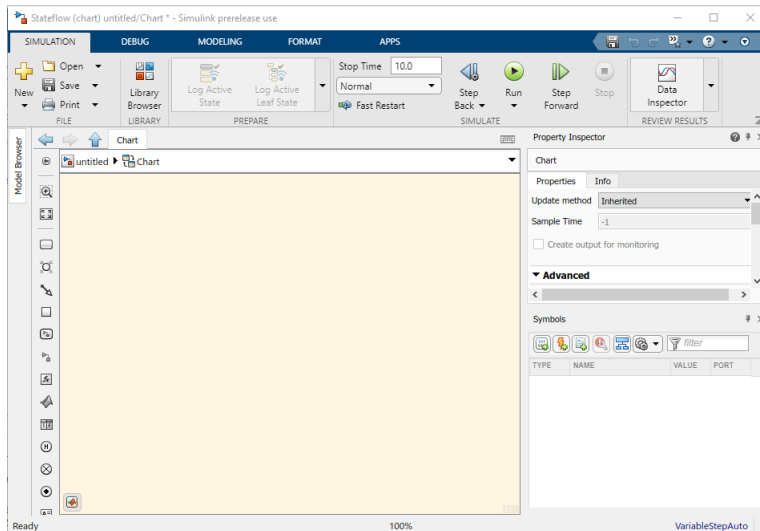 Stateflow (chart) untitled/Chart * - Simulink prerelease use
SIMULATION DEBUG MODELING FORMAT APPS
New
Open
Save
Print
FILE
Library
Browser
LIBRARY
Log Active
State
Log Active
Leaf State
PREPARE
Stop Time 10.0
Normal
Fast Restart
Step
Back
Run
Step
Forward
Stop
SIMULATE
Data
Inspector
REVIEW RESULTS
Model Browser
Chart
untitled Chart
Property Inspector
Chart
Properties Info
Update method Inherited
Sample Time -1
Create output for monitoring
Advanced
Symbols
filter
TYPE NAME VALUE PORT
Ready 100% VariableStepAuto